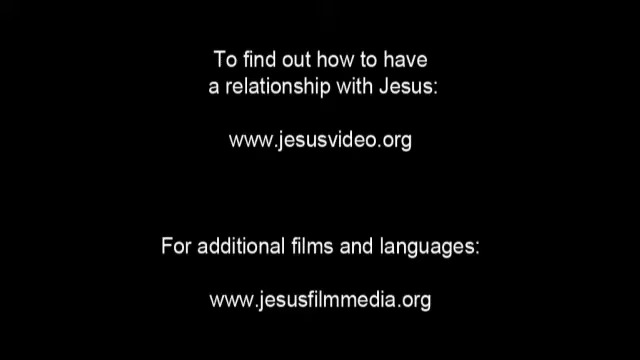 To find out how to have
a relationship with Jesus:
www.jesusvideo.org
For additional films and languages:
www.jesusfilmmedia.org